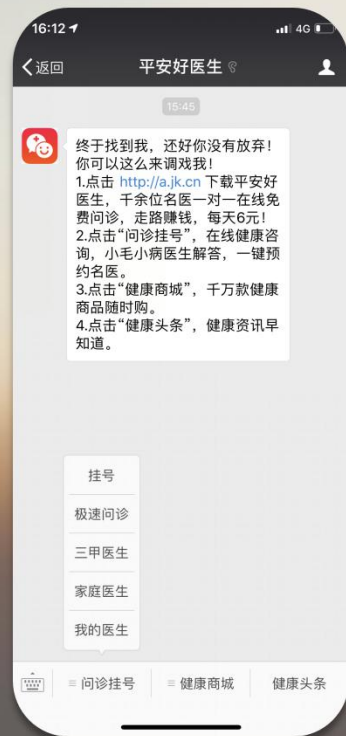 16:12
4G
返回
平安好医生
15:45
终于找到我，还好你没有放弃！
你可以这么来调戏我！
1.点击 http://a.jk.cn 下载平安好
医生，千余位名医一对一在线免
费问诊，走路赚钱，每天6元！
2.点击“问诊挂号”，在线健康咨
询，小毛小病医生解答，一键预
约名医。
3.点击“健康商城”，千万款健康
商品随时购。
4.点击“健康头条”，健康资讯早
知道。
挂号
极速问诊
三甲医生
家庭医生
我的医生
问诊挂号
健康商城
健康头条